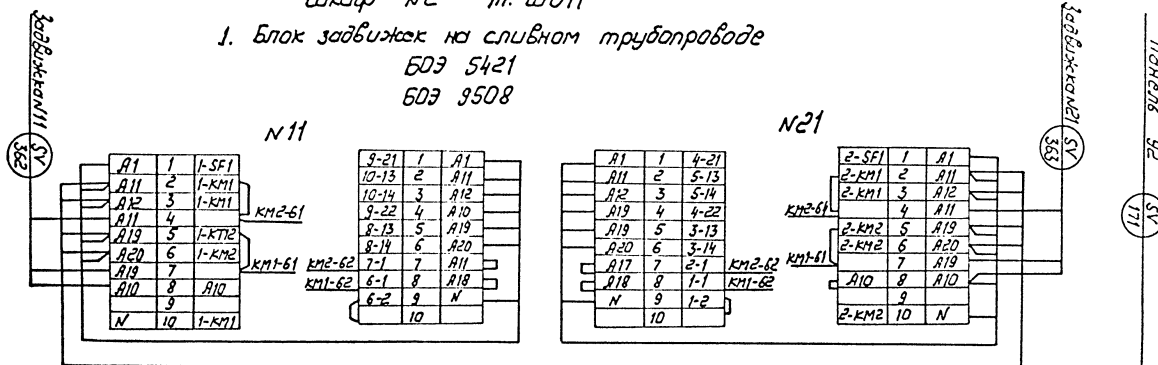 Шкаф №2
1. Блок задвижек на сливном трубопроводе
БОЭ 5421
БОЭ 9508
N11
N21
Задвижка N11
SV
362
Задвижка N21
SV
363
Панель У2
SV
171
A1 1 1-SF1
A11 2 1-KM1
A12 3 1-KM1
A11 4
A19 5 1-KT12
A20 6 1-KM2
A19 7
A10 8 A10
9
N 10 1-KM1
KM2-61
KM1-61
9-21 1 A1
10-13 2 A11
10-14 3 A12
9-22 4 A10
8-13 5 A19
8-14 6 A20
7-1 7 A11
6-1 8 A18
6-2 9 N
10
KM2-62
KM1-62
A1 1 4-21
A11 2 5-13
A12 3 5-14
A19 4 4-22
A19 5 3-13
A20 6 3-14
A17 7 2-1
A18 8 1-1
N 9 1-2
10
KM2-62
KM1-62
2-SF1 1 A1
2-KM1 2 A11
2-KM1 3 A12
4 A11
2-KM2 5 A19
2-KM2 6 A20
7 A19
A10 8 A10
9
2-KM2 10 N
KM2-61
KM1-61